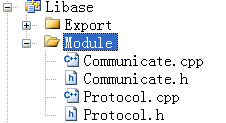 Libase
Export
Module
Communicate.cpp
Communicate.h
Protocol.cpp
Protocol.h